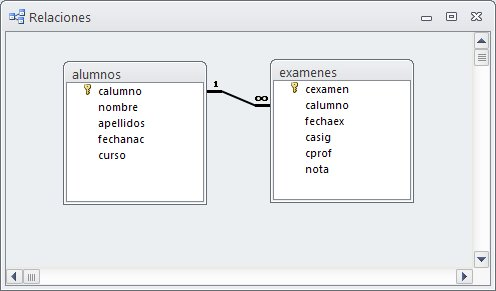 Relaciones
alumnos
calumno
nombre
apellidos
fechanac
curso
1
∞
examenes
cexamen
calumno
fechaex
casig
cprof
nota